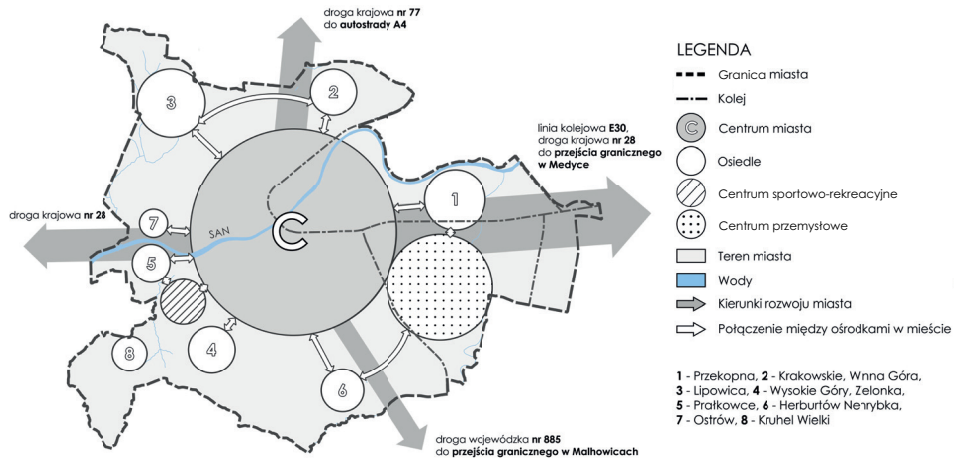 droga krajowa nr 77
do autostrady A4
3
2
linia kolejowa E30,
droga krajowa nr 28
do przejścia granicznego
w Medyce
1
droga krajowa nr 28
7
SAN
C
5
8
4
6
droga wcjewódzka nr 885
do przejścia granicznego w Malhowicach
LEGENDA
Granica miasta
Kolej
C
Centrum miasta
Osiedle
Centrum sportowo-rekreacyjne
Centrum przemysłowe
Teren miasta
Wody
Kierunki rozwoju miasta
Połączenie między ośrodkami w mieście
1 - Przekopna, 2 - Krakowskie, Wnna Góra,
3 - Lipowica, 4 - Wysokie Góry, Zelonka,
5 - Prałkowce, 6 - Herburtów Nehrybka,
7 - Ostrów, 8 - Kruhel Wielki